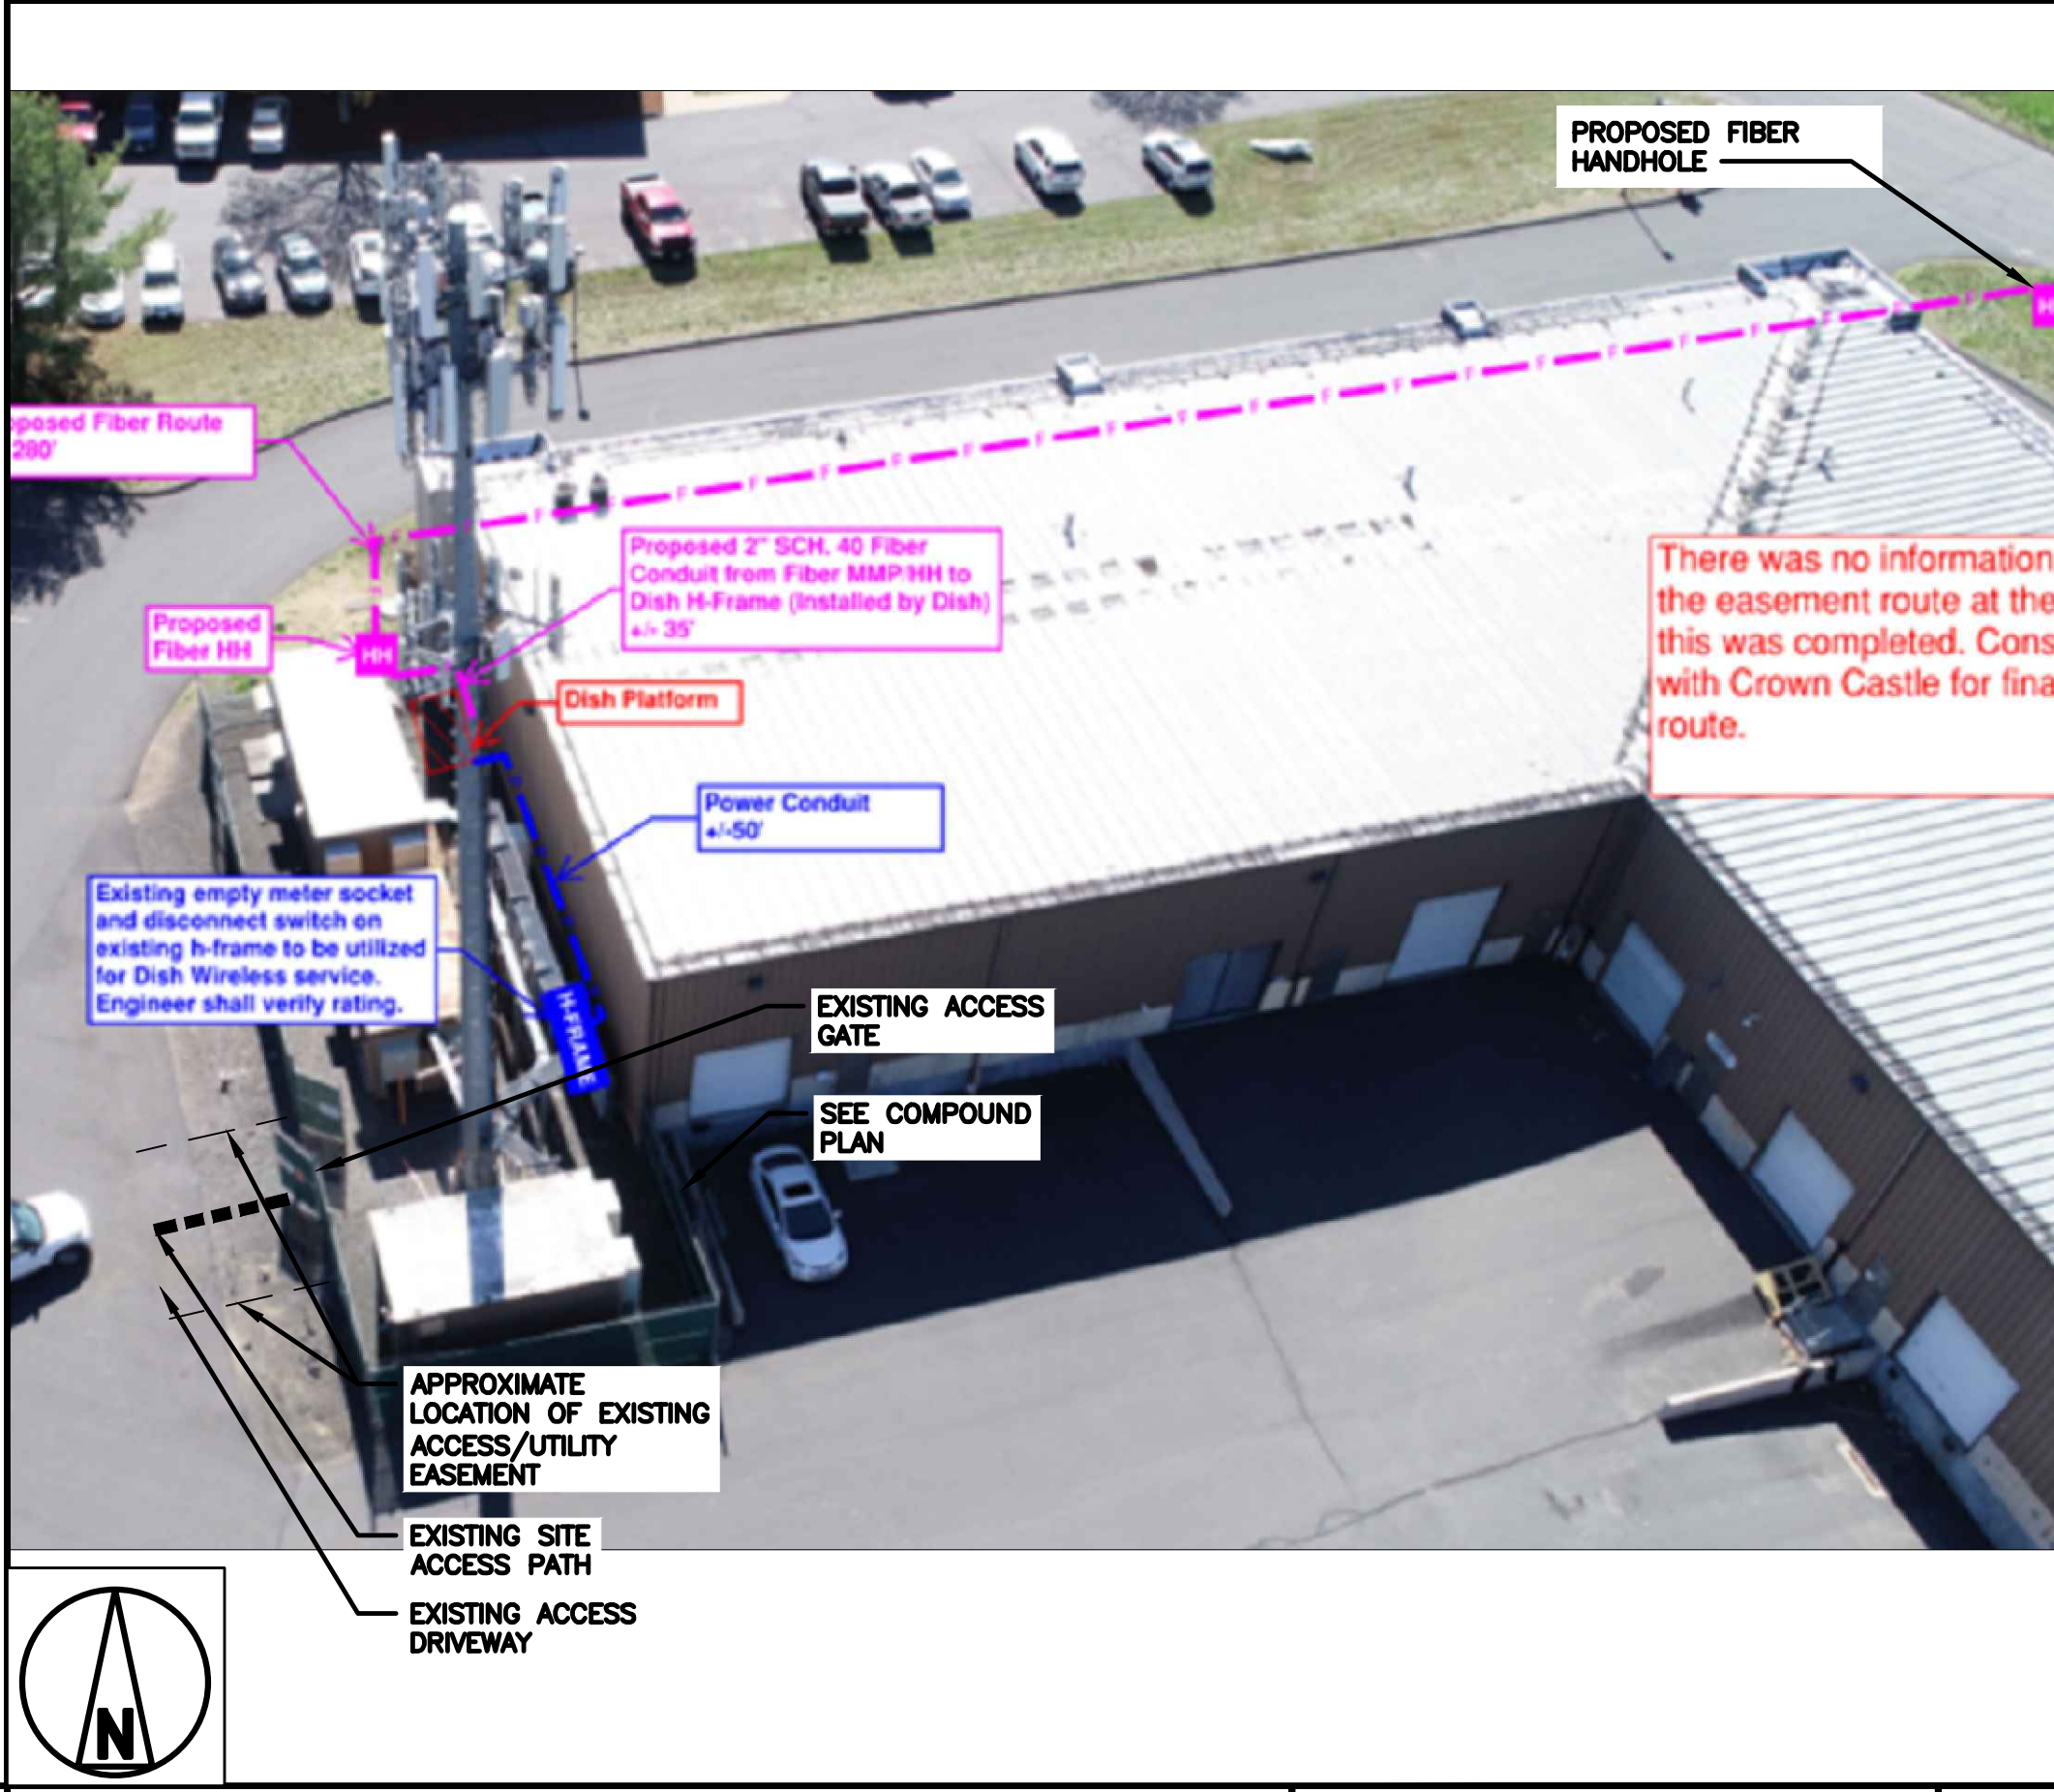 PROPOSED FIBER
HANDHOLE
Fiber Route
280'
Proposed 2" SCH. 40 Fiber
Conduit from Fiber MMP/HH to
Dish H-Frame (Installed by Dish)
+/- 35'
There was no information
the easement route at the
this was completed.
with Crown Castle for
route.
Proposed
Fiber HH
HH
Dish Platform
Power Conduit
+/-50'
Existing empty meter socket
and disconnect switch on
existing h-frame to be utilized
for Dish Wireless service.
Engineer shall verify rating.
H-FRAME
EXISTING ACCESS
GATE
SEE COMPOUND
PLAN
APPROXIMATE
LOCATION OF EXISTING
ACCESS/UTILITY
EASEMENT
EXISTING SITE
ACCESS PATH
EXISTING ACCESS
DRIVEWAY
N